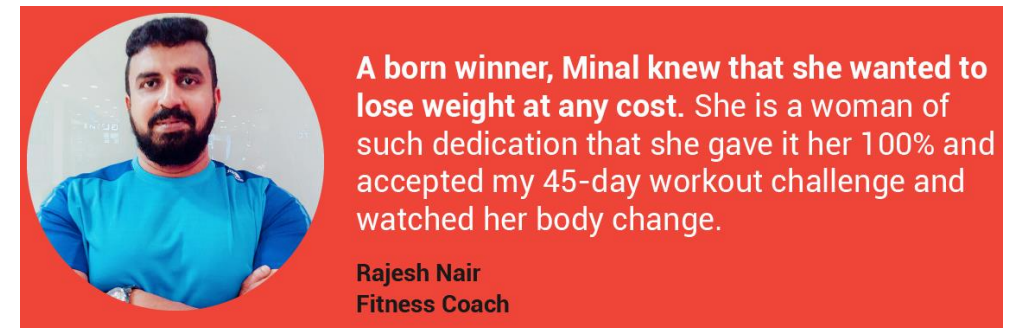 A born winner, Minal knew that she wanted to
lose weight at any cost. She is a woman of
such dedication that she gave it her 100% and
accepted my 45-day workout challenge and
watched her body change.
Rajesh Nair
Fitness Coach